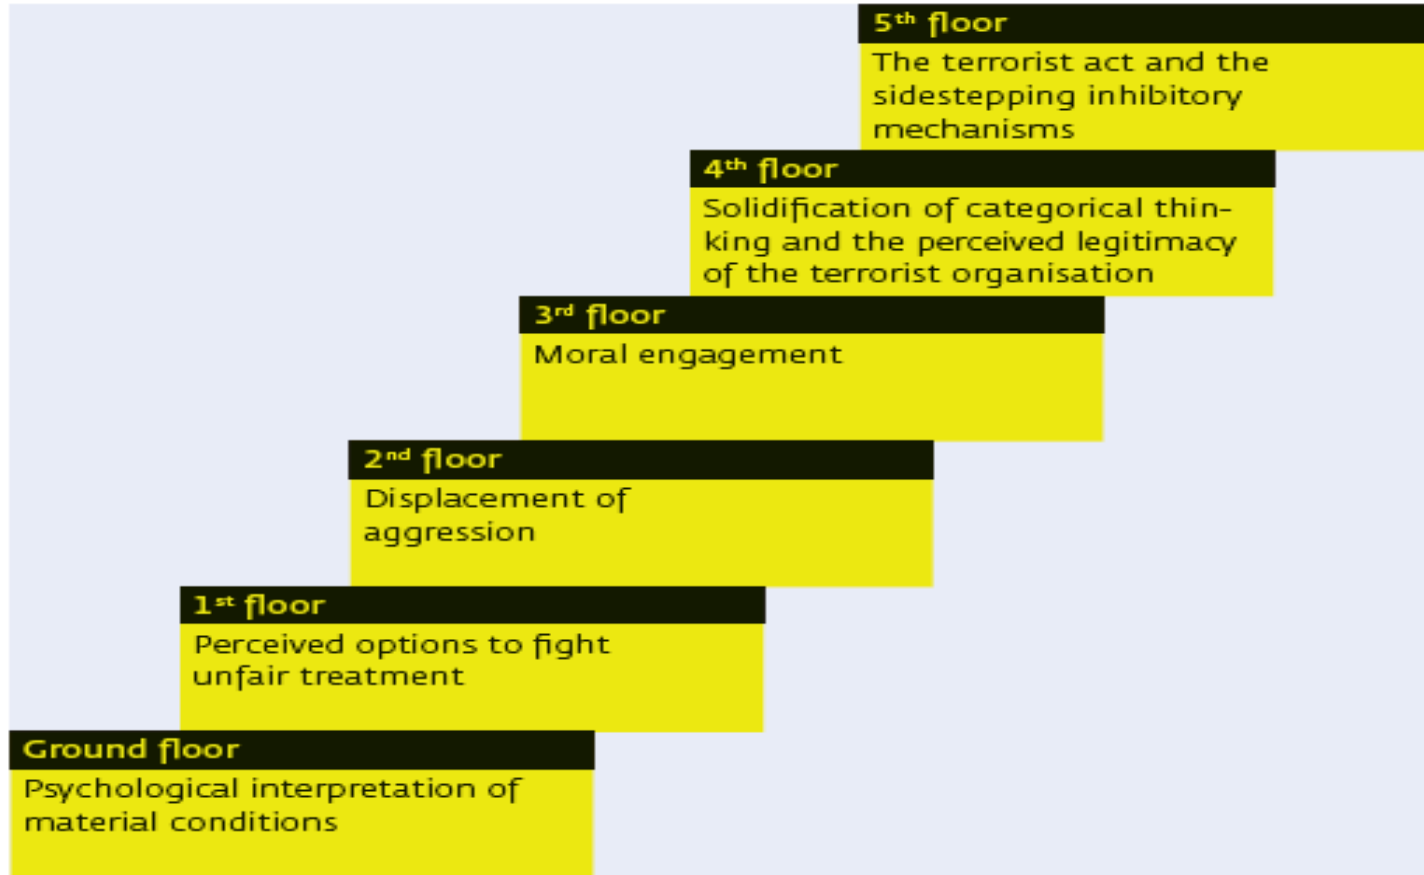 5th floor
The terrorist act and the
sidestepping inhibitory
mechanisms
4th floor
Solidification of categorical thin-
king and the perceived legitimacy
of the terrorist organisation
3rd floor
Moral engagement
2nd floor
Displacement of
aggression
1st floor
Perceived options to fight
unfair treatment
Ground floor
Psychological interpretation of
material conditions